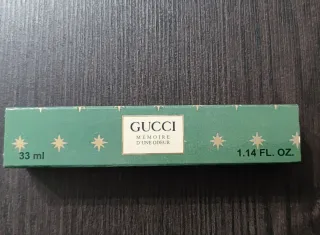 GUCCI
MÉMOIRE
D'UNE ODEUR
33 ml
1.14 FL. OZ.